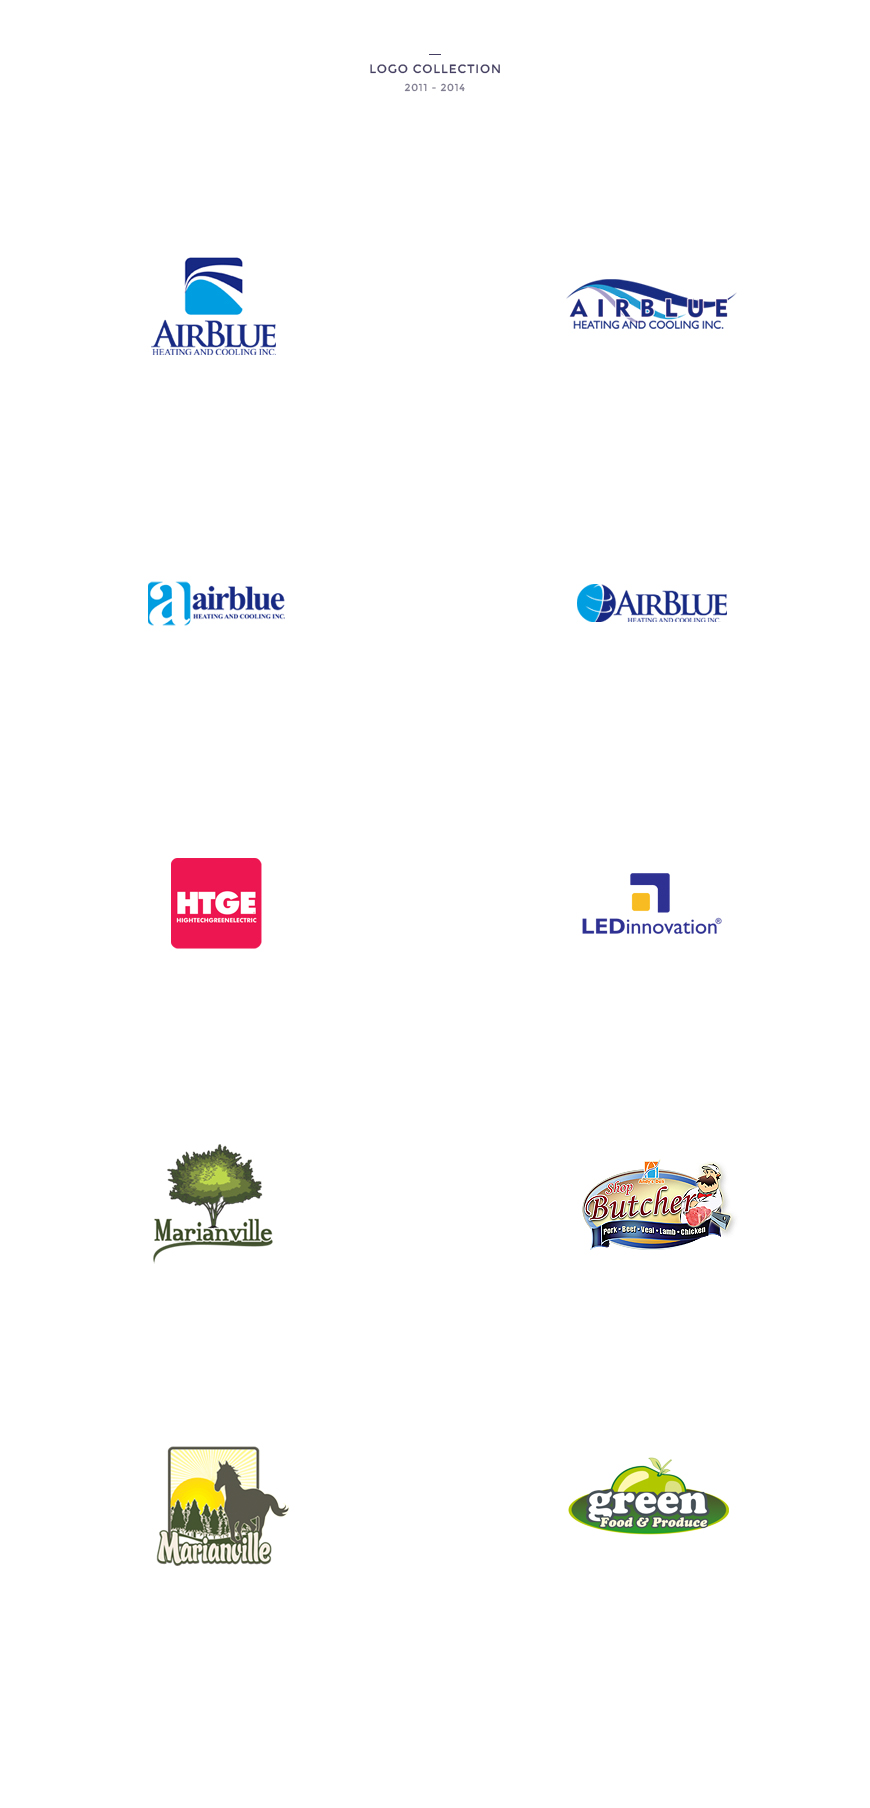 LOGO COLLECTION
2011 - 2014
AIRBLUE
HEATING AND COOLING INC.
AIRBLUE
HEATING AND COOLING INC.
a airblue
HEATING AND COOLING INC.
AIRBLUE
HEATING AND COOLING INC.
HTGE
HIGHTECHGREENELECTRIC
LEDinnovation®
Marianville
Shop
Butcher
Pork • Beef • Veal • Lamb • Chicken
Marianville
green
Food & Produce